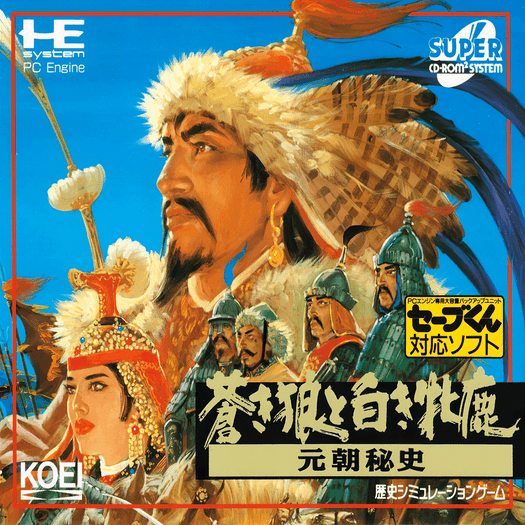 HE
system
PC Engine
SUPER
CD-ROM² SYSTEM
PCエンジン専用大容量バックアップユニット
セーブくん
対応ソフト
蒼き狼と白き牝鹿
元朝秘史
KOEI
歴史シミュレーションゲーム